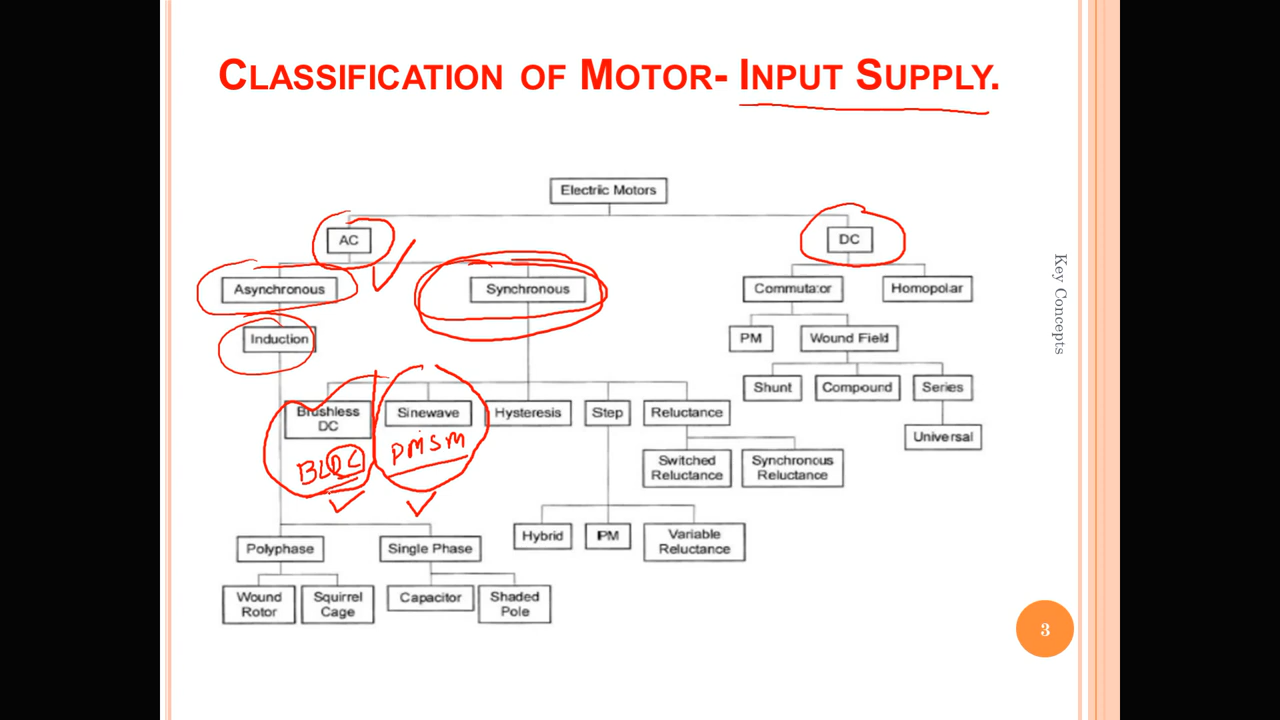 CLASSIFICATION OF MOTOR- INPUT SUPPLY.
Electric Motors
AC
DC
Asynchronous
Synchronous
Commutator
Homopolar
Induction
PM
Wound Field
Shunt
Compound
Series
Brushless
DC
Sinewave
Hysteresis
Step
Reluctance
Universal
BLDC
PMSM
Switched
Reluctance
Synchronous
Reluctance
Polyphase
Single Phase
Hybrid
PM
Variable
Reluctance
Wound
Rotor
Squirrel
Cage
Capacitor
Shaded
Pole
Key Concepts
3